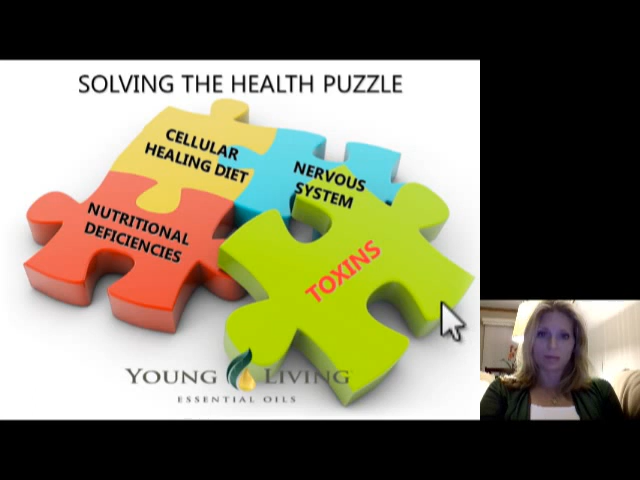 SOLVING THE HEALTH PUZZLE
CELLULAR
HEALING DIET
NERVOUS
SYSTEM
NUTRITIONAL
DEFICIENCIES
TOXINS
YOUNG LIVING
ESSENTIAL OILS